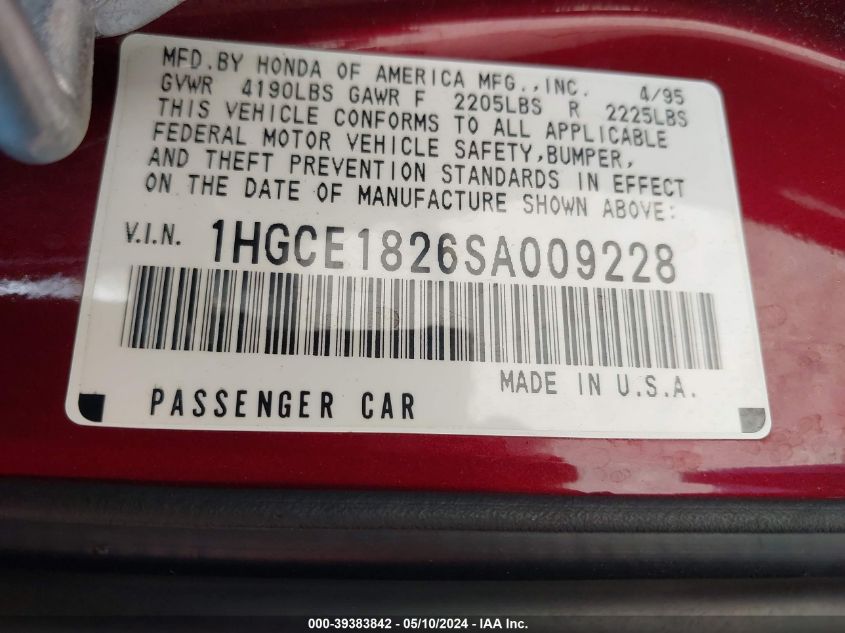 MFD. BY HONDA OF AMERICA MFG., INC. 4/95
GVWR 4190LBS GAWR F 2205LBS R 2225LBS
THIS VEHICLE CONFORMS TO ALL APPLICABLE
FEDERAL MOTOR VEHICLE SAFETY, BUMPER,
AND THEFT PREVENTION STANDARDS IN EFFECT
ON THE DATE OF MANUFACTURE SHOWN ABOVE:
V.I.N. 1HGCE1826SA009228
MADE IN U.S.A.
PASSENGER CAR
000-39383842 - 05/10/2024 - IAA Inc.